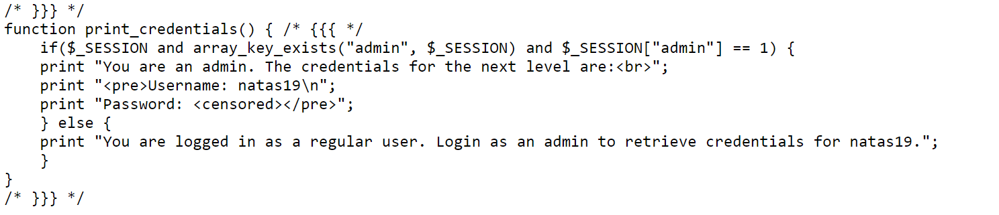 /* }}} */
function print_credentials() { /* {{{ */
    if($_SESSION and array_key_exists("admin", $_SESSION) and $_SESSION["admin"] == 1) {
    print "You are an admin. The credentials for the next level are:<br>";
    print "<pre>Username: natas19\n";
    print "Password: <censored></pre>";
    } else {
    print "You are logged in as a regular user. Login as an admin to retrieve credentials for natas19.";
    }
}
/* }}} */